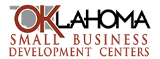 OKLAHOMA
SMALL BUSINESS
DEVELOPMENT CENTERS